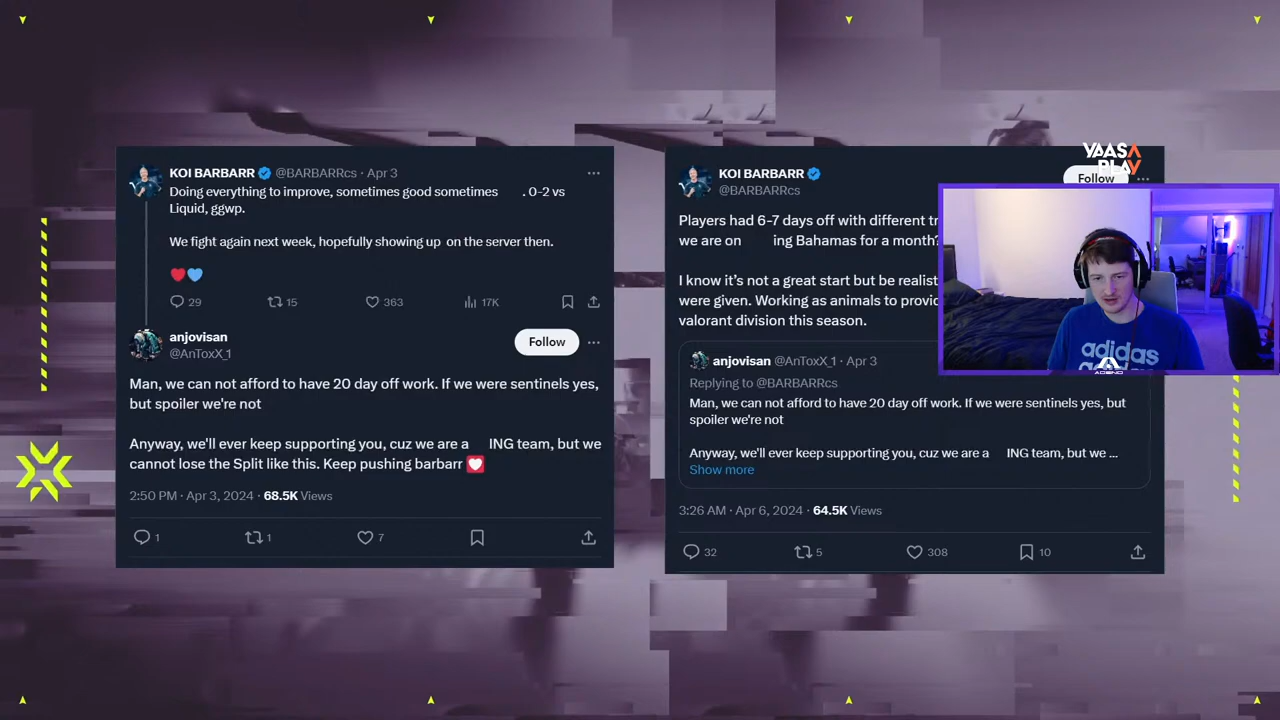 KOI BARBARR @BARBARRcs · Apr 3
Doing everything to improve, sometimes good sometimes . 0-2 vs
Liquid, ggwp.
We fight again next week, hopefully showing up on the server then.
29 15 363 17K
anjovisan
@AnToxX_1
Follow
Man, we can not afford to have 20 day off work. If we were sentinels yes,
but spoiler we're not
Anyway, we'll ever keep supporting you, cuz we are a ING team, but we
cannot lose the Split like this. Keep pushing barbarr
2:50 PM · Apr 3, 2024 · 68.5K Views
1 1 7
KOI BARBARR
@BARBARRcs
Follow
YAASA
PLAY
Players had 6-7 days off with different tr
we are on ing Bahamas for a month?
I know it's not a great start but be realist
were given. Working as animals to provid
valorant division this season.
anjovisan @AnToxX_1 · Apr 3
Replying to @BARBARRcs
Man, we can not afford to have 20 day off work. If we were sentinels yes, but
spoiler we're not
Anyway, we'll ever keep supporting you, cuz we are a ING team, but we ...
Show more
3:26 AM · Apr 6, 2024 · 64.5K Views
32 5 308 10
adidas